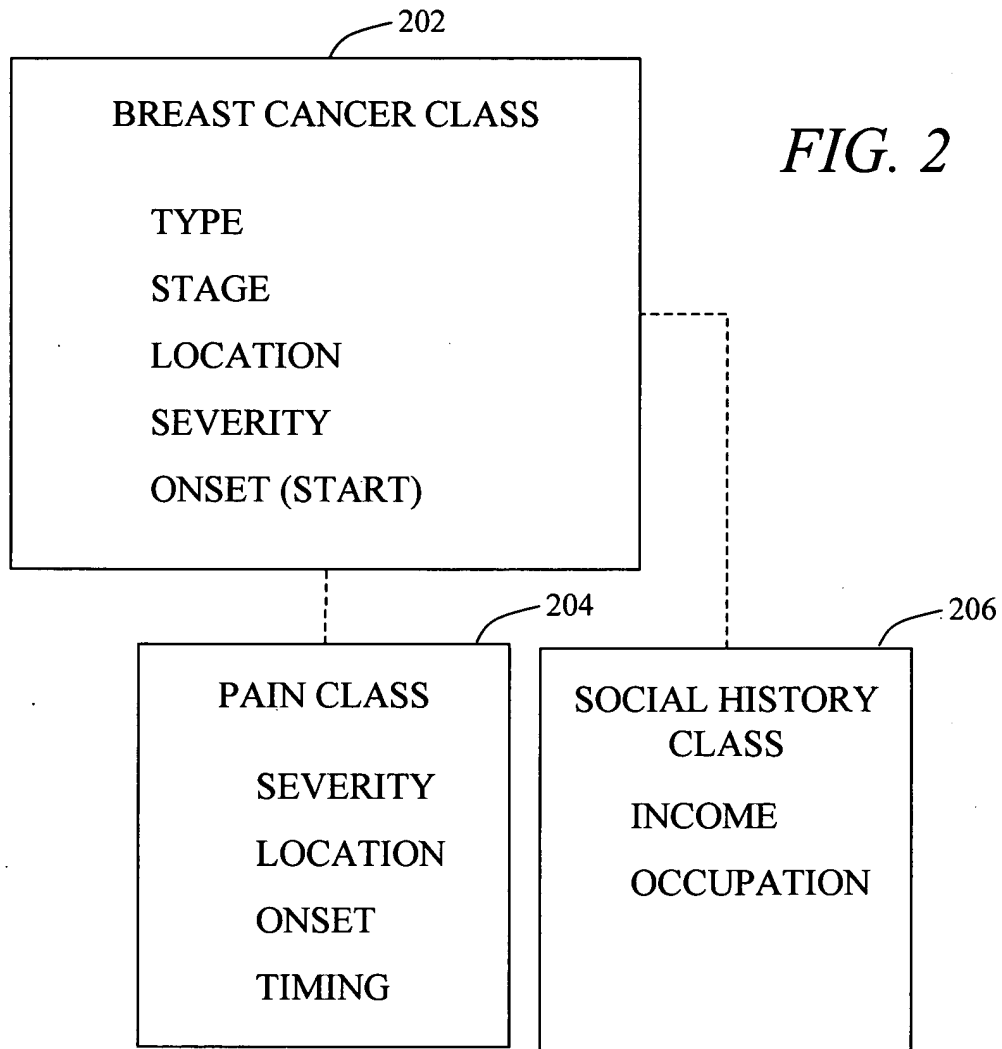 202
BREAST CANCER CLASS
FIG. 2
TYPE
STAGE
LOCATION
SEVERITY
ONSET (START)
204
206
PAIN CLASS
SEVERITY
LOCATION
ONSET
TIMING
SOCIAL HISTORY
CLASS
INCOME
OCCUPATION